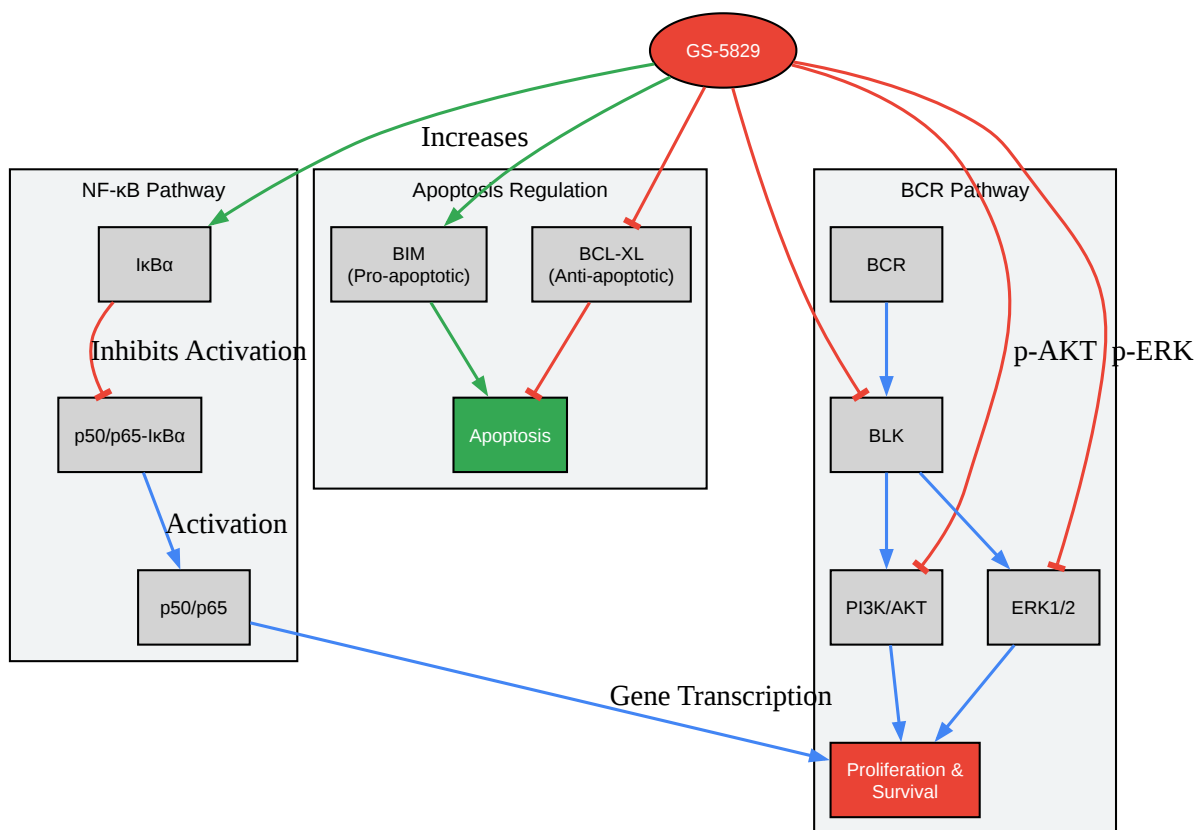 GS-5829
Increases
NF-κB Pathway
Apoptosis Regulation
BCR Pathway
IκBα
BIM
(Pro-apoptotic)
BCL-XL
(Anti-apoptotic)
BCR
Inhibits Activation
p-AKT
p-ERK
p50/p65-IκBα
Apoptosis
BLK
Activation
p50/p65
PI3K/AKT
ERK1/2
Gene Transcription
Proliferation &
Survival